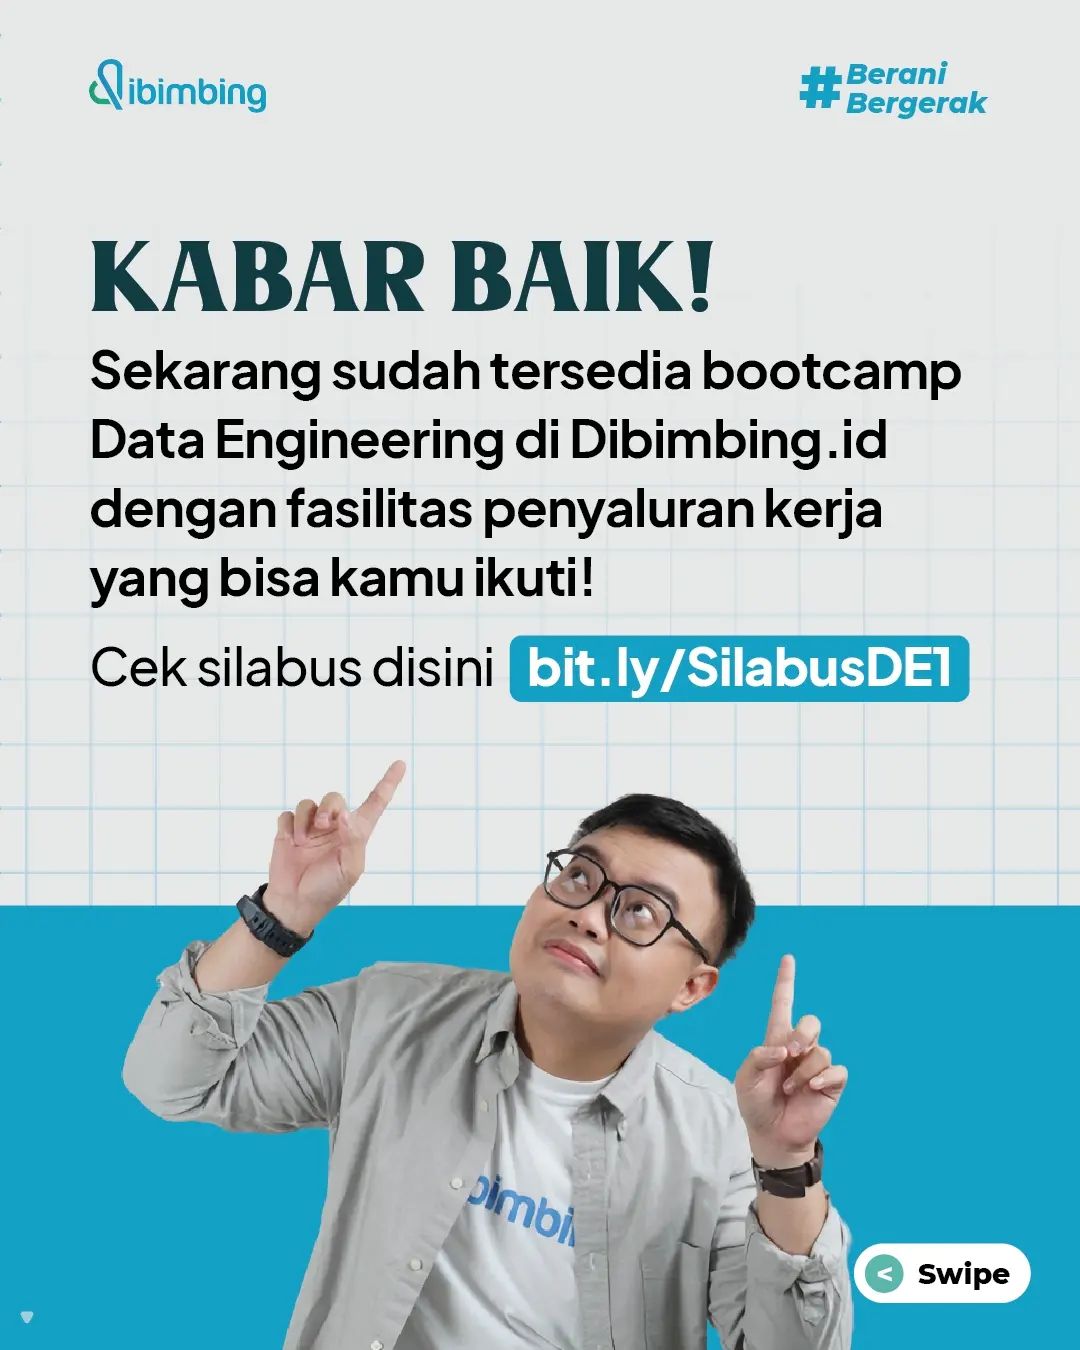 Dibimbing
#Berani
Bergerak
KABAR BAIK!
Sekarang sudah tersedia bootcamp
Data Engineering di Dibimbing.id
dengan fasilitas penyaluran kerja
yang bisa kamu ikuti!
Cek silabus disini bit.ly/SilabusDE1
bimbi
< Swipe